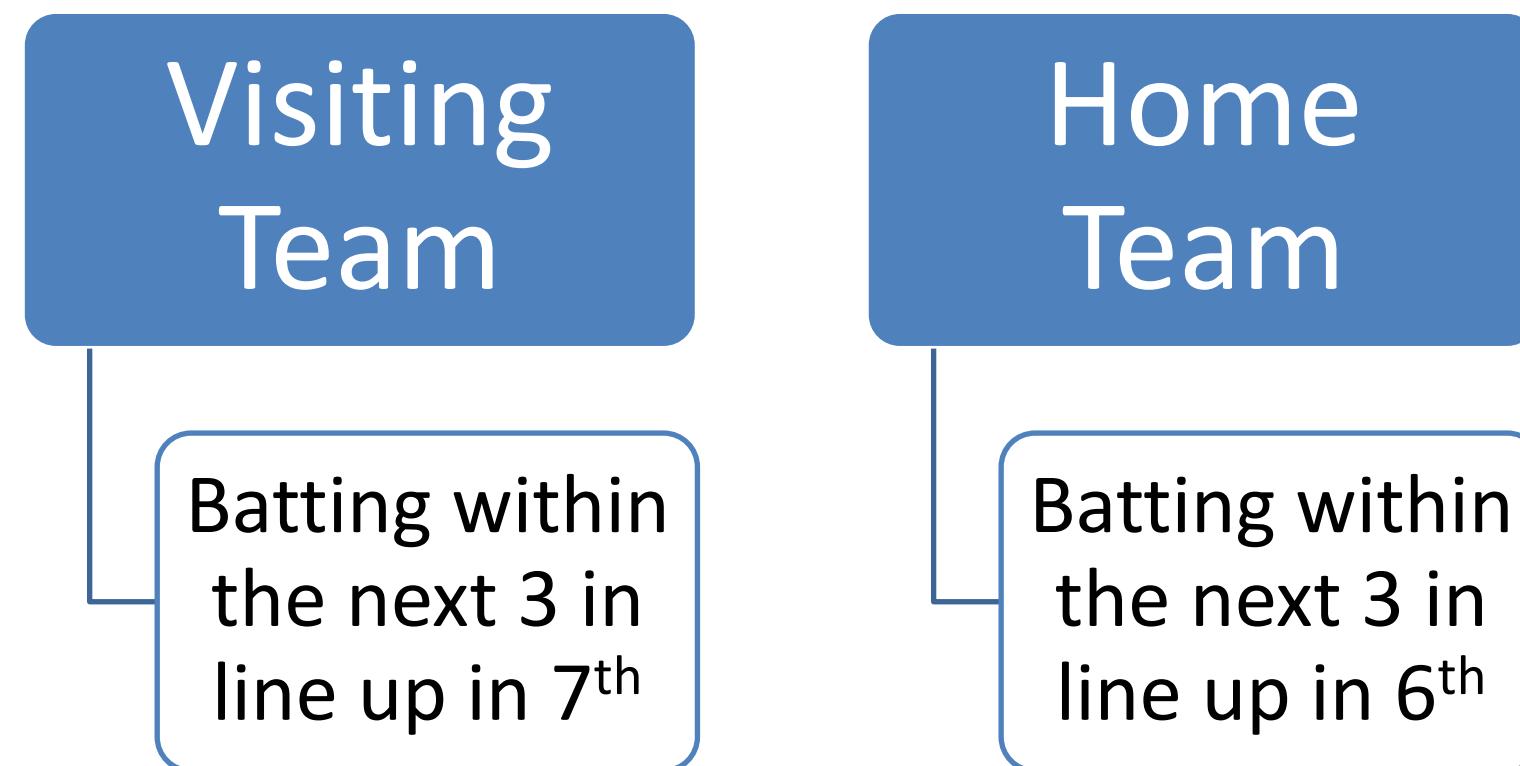 Visiting
Team
Batting within
the next 3 in
line up in 7th
Home
Team
Batting within
the next 3 in
line up in 6th